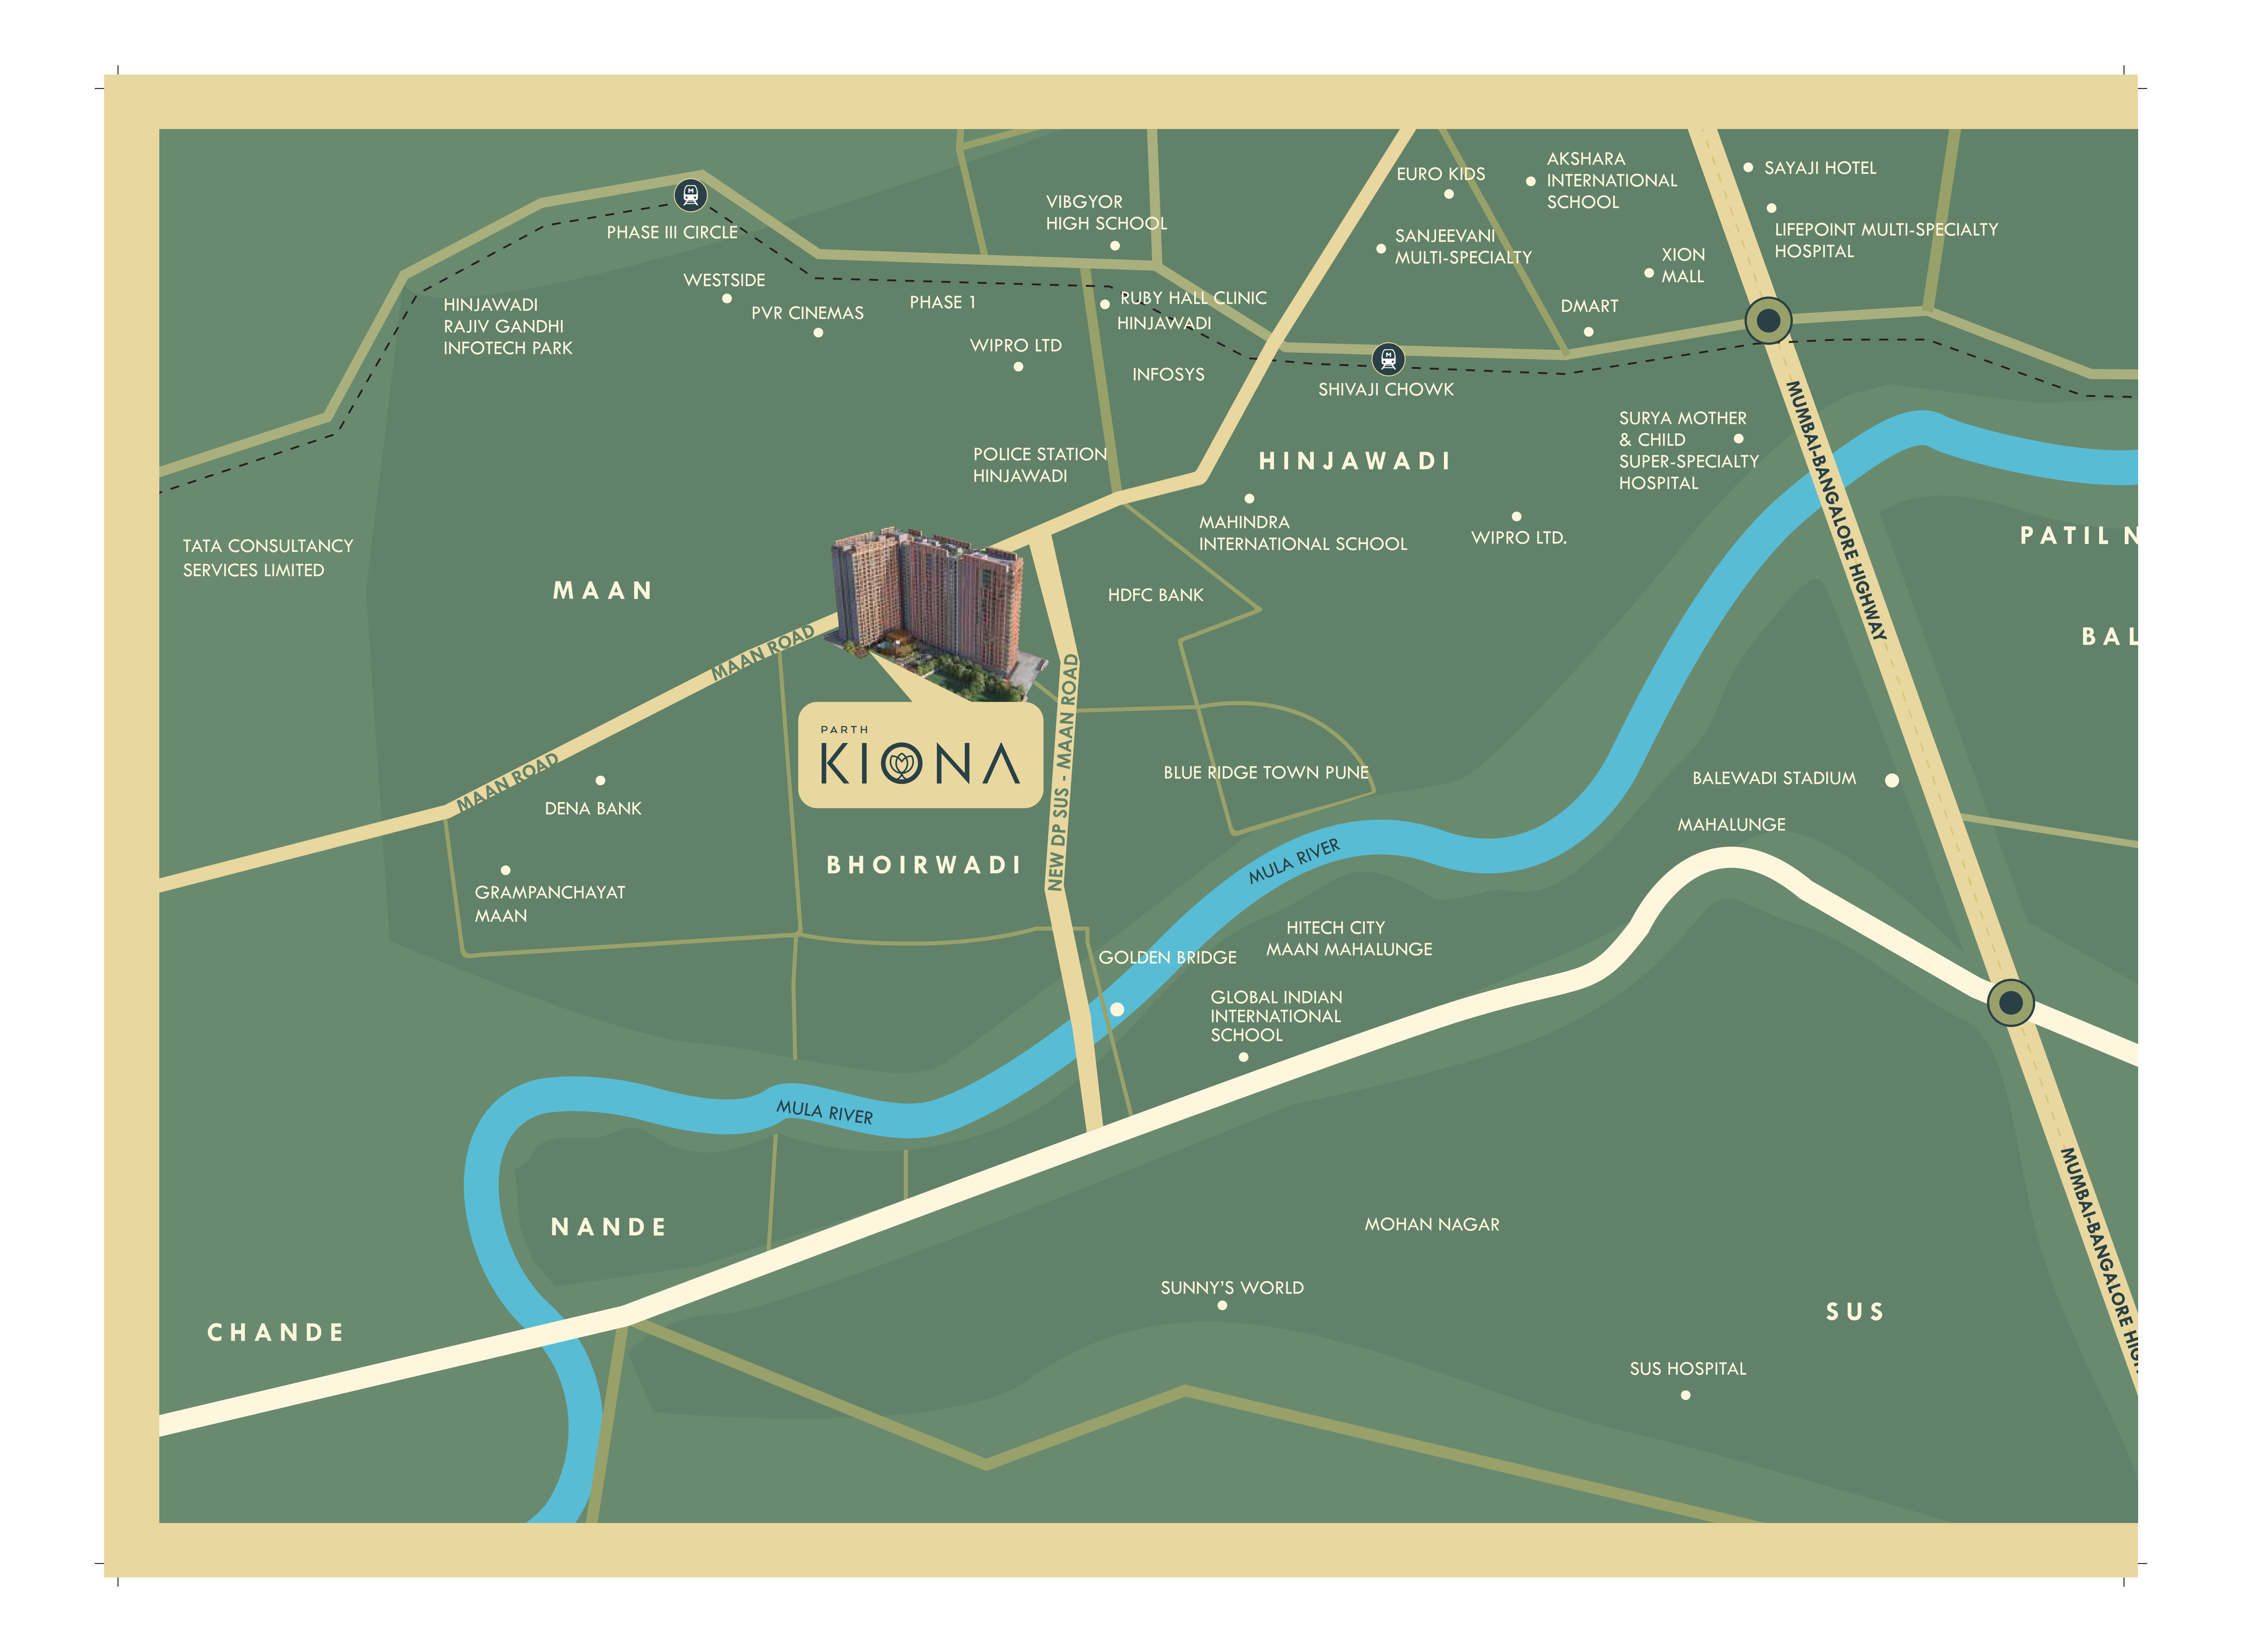 AKSHARA
INTERNATIONAL
SCHOOL
SAYAJI HOTEL
EURO KIDS
VIBGYOR
HIGH SCHOOL
PHASE III CIRCLE
SANJEEVANI
MULTI-SPECIALTY
LIFEPOINT MULTI-SPECIALTY
HOSPITAL
XION
MALL
WESTSIDE
PVR CINEMAS
PHASE 1
RUBY HALL CLINIC
HINJAWADI
DMART
HINJAWADI
RAJIV GANDHI
INFOTECH PARK
WIPRO LTD
INFOSYS
SHIVAJI CHOWK
SURYA MOTHER
& CHILD
SUPER-SPECIALTY
HOSPITAL
MUMBAI-BANGALORE HIGHWAY
POLICE STATION
HINJAWADI
HINJAWADI
MAHINDRA
INTERNATIONAL SCHOOL
WIPRO LTD.
PATIL N
TATA CONSULTANCY
SERVICES LIMITED
MAAN
HDFC BANK
BAL
MAAN ROAD
MAAN ROAD
PARTH
KIONA
NEW DP SUS - MAAN ROAD
BLUE RIDGE TOWN PUNE
BALEWADI STADIUM
MAHALUNGE
DENA BANK
GRAMPANCHAYAT
MAAN
BHOIRWADI
MULA RIVER
HITECH CITY
MAAN MAHALUNGE
GOLDEN BRIDGE
GLOBAL INDIAN
INTERNATIONAL
SCHOOL
MULA RIVER
NANDE
MOHAN NAGAR
SUNNY'S WORLD
SUS
CHANDE
SUS HOSPITAL
MUMBAI-BANGALORE HIGH